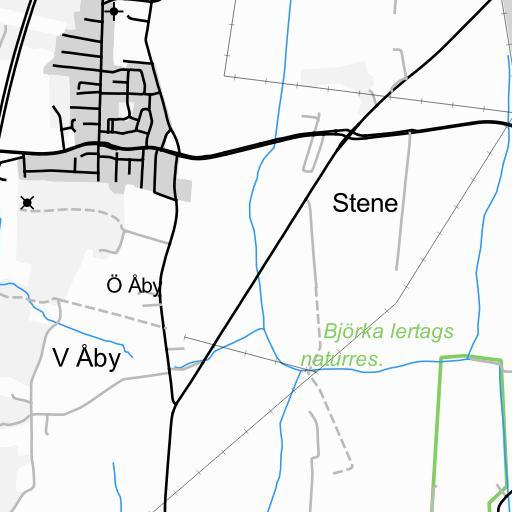 Stene
Ö Åby
Björka lertags
naturres.
V Åby